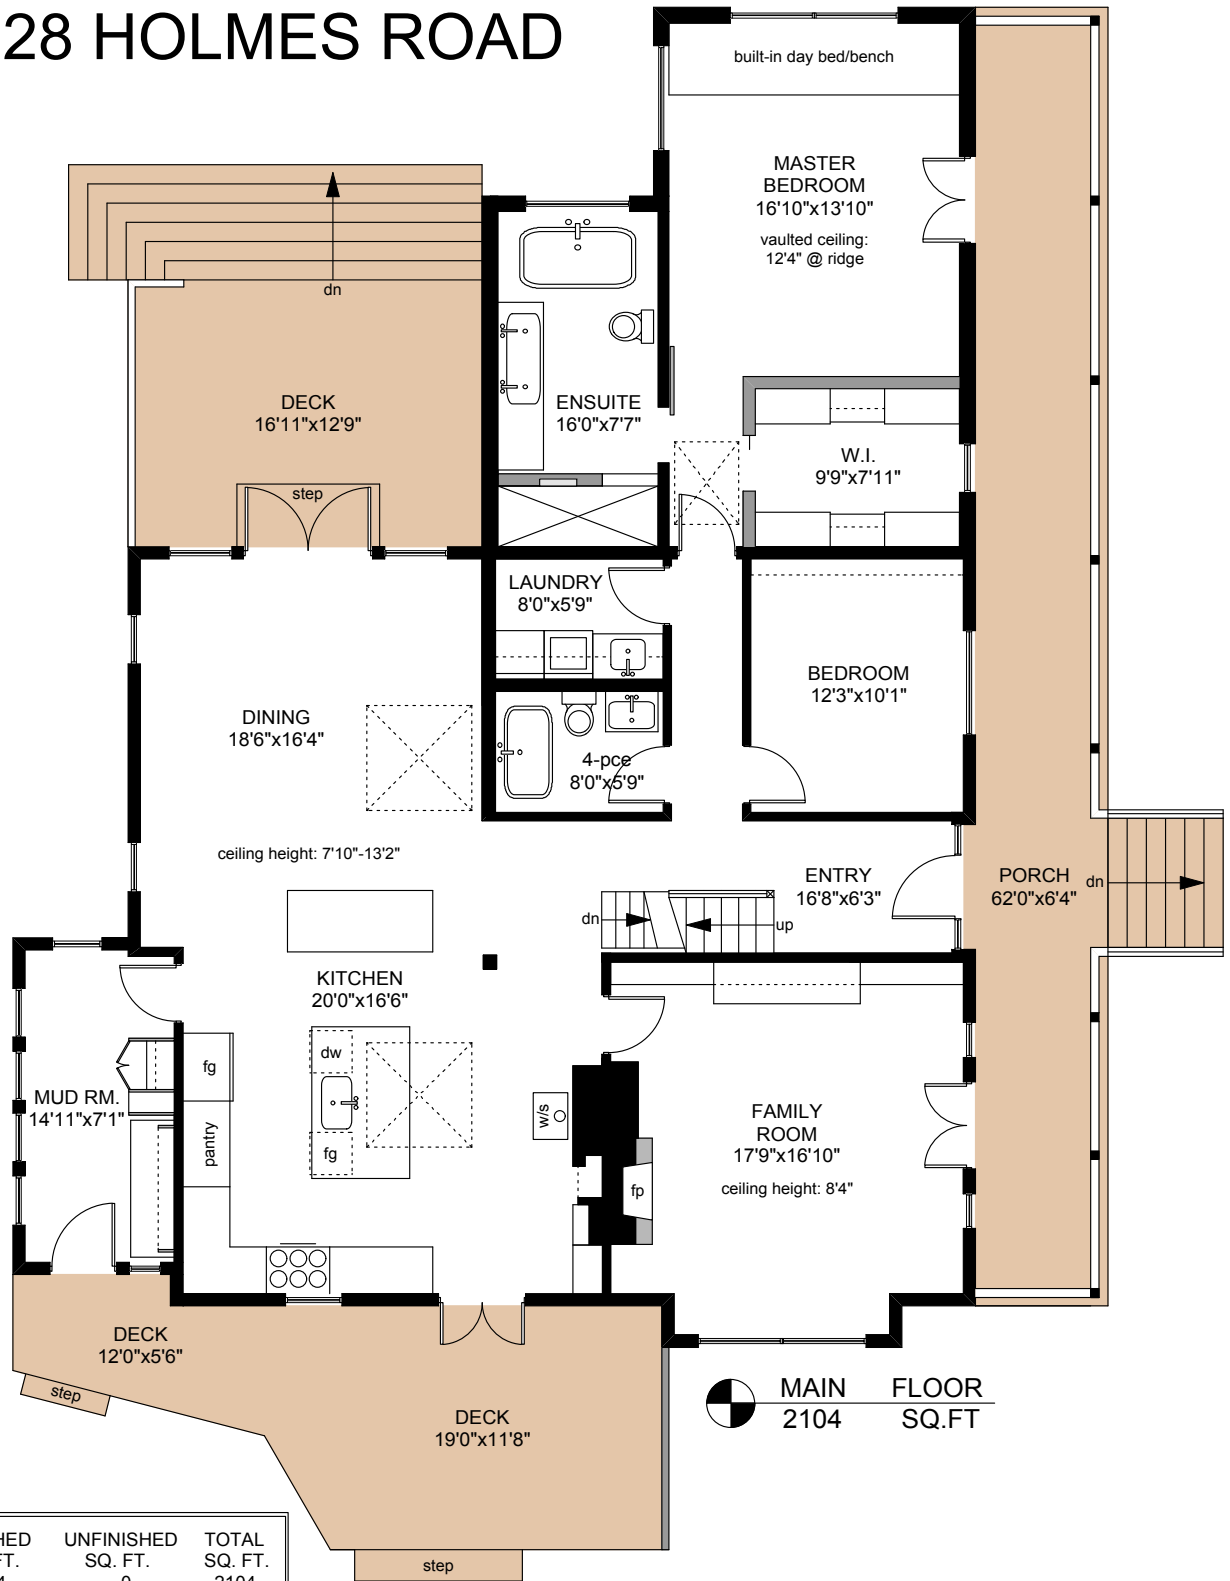 28 HOLMES ROAD
built-in day bed/bench
MASTER
BEDROOM
16'10"x13'10"
vaulted ceiling:
12'4" @ ridge
dn
DECK
16'11"x12'9"
step
ENSUITE
16'0"x7'7"
W.I.
9'9"x7'11"
LAUNDRY
8'0"x5'9"
BEDROOM
12'3"x10'1"
DINING
18'6"x16'4"
4-pce
8'0"x5'9"
ceiling height: 7'10"-13'2"
ENTRY
16'8"x6'3"
PORCH
62'0"x6'4"
dn
dn
up
KITCHEN
20'0"x16'6"
dw
fg
fg
pantry
w/s
fp
MUD RM.
14'11"x7'1"
FAMILY
ROOM
17'9"x16'10"
ceiling height: 8'4"
DECK
12'0"x5'6"
step
DECK
19'0"x11'8"
step
MAIN FLOOR
2104 SQ.FT
UNFINISHED TOTAL
SQ. FT. SQ. FT.